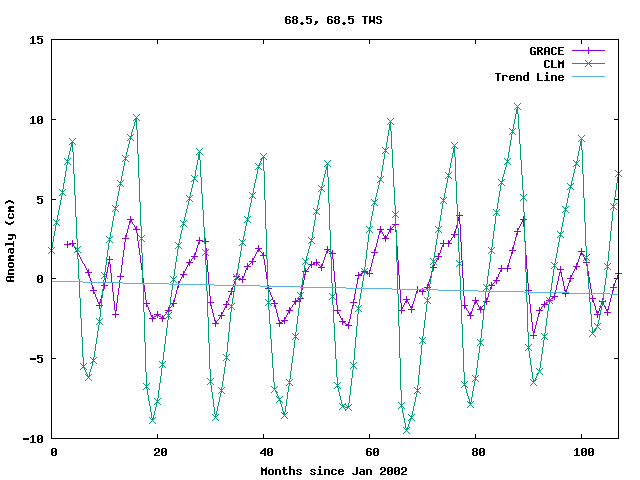 68.5, 68.5 TWS
GRACE
CLM
Trend Line
Anomaly (cm)
15
10
5
0
-5
-10
0 20 40 60 80 100
Months since Jan 2002